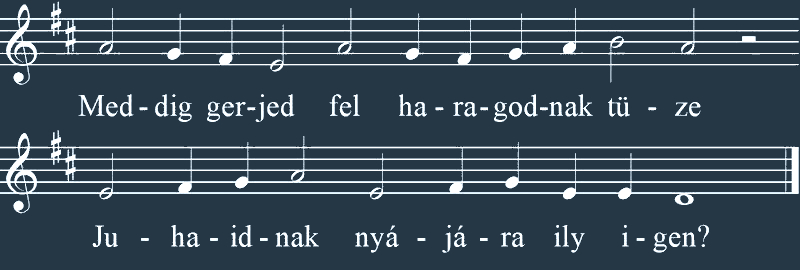 Med - dig ger-jed fel ha - ra-god-nak tü - ze
Ju - ha - id - nak nyá - já - ra ily i - gen?